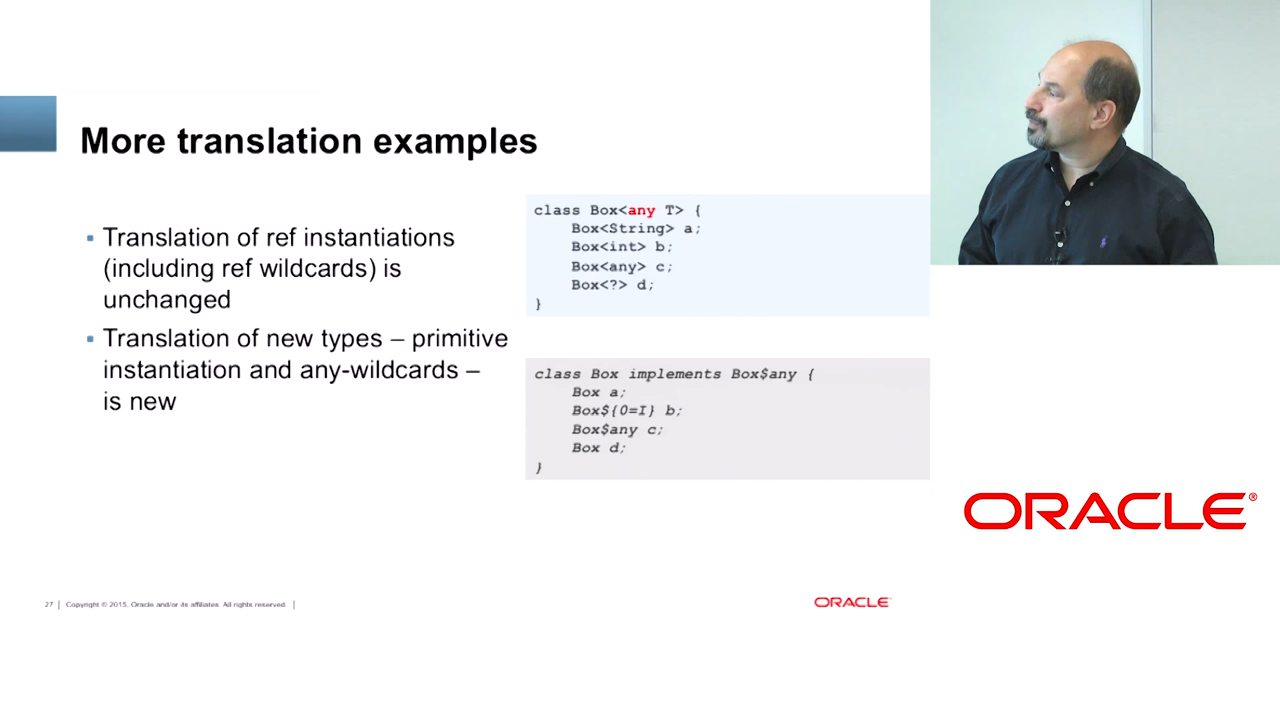 More translation examples
▪ Translation of ref instantiations
(including ref wildcards) is
unchanged
▪ Translation of new types – primitive
instantiation and any-wildcards –
is new
class Box<any T> {
    Box<String> a;
    Box<int> b;
    Box<any> c;
    Box<?> d;
}
class Box implements Box$any {
    Box a;
    Box${0=I} b;
    Box$any c;
    Box d;
}
ORACLE®
27 | Copyright © 2015, Oracle and/or its affiliates. All rights reserved. |
ORACLE